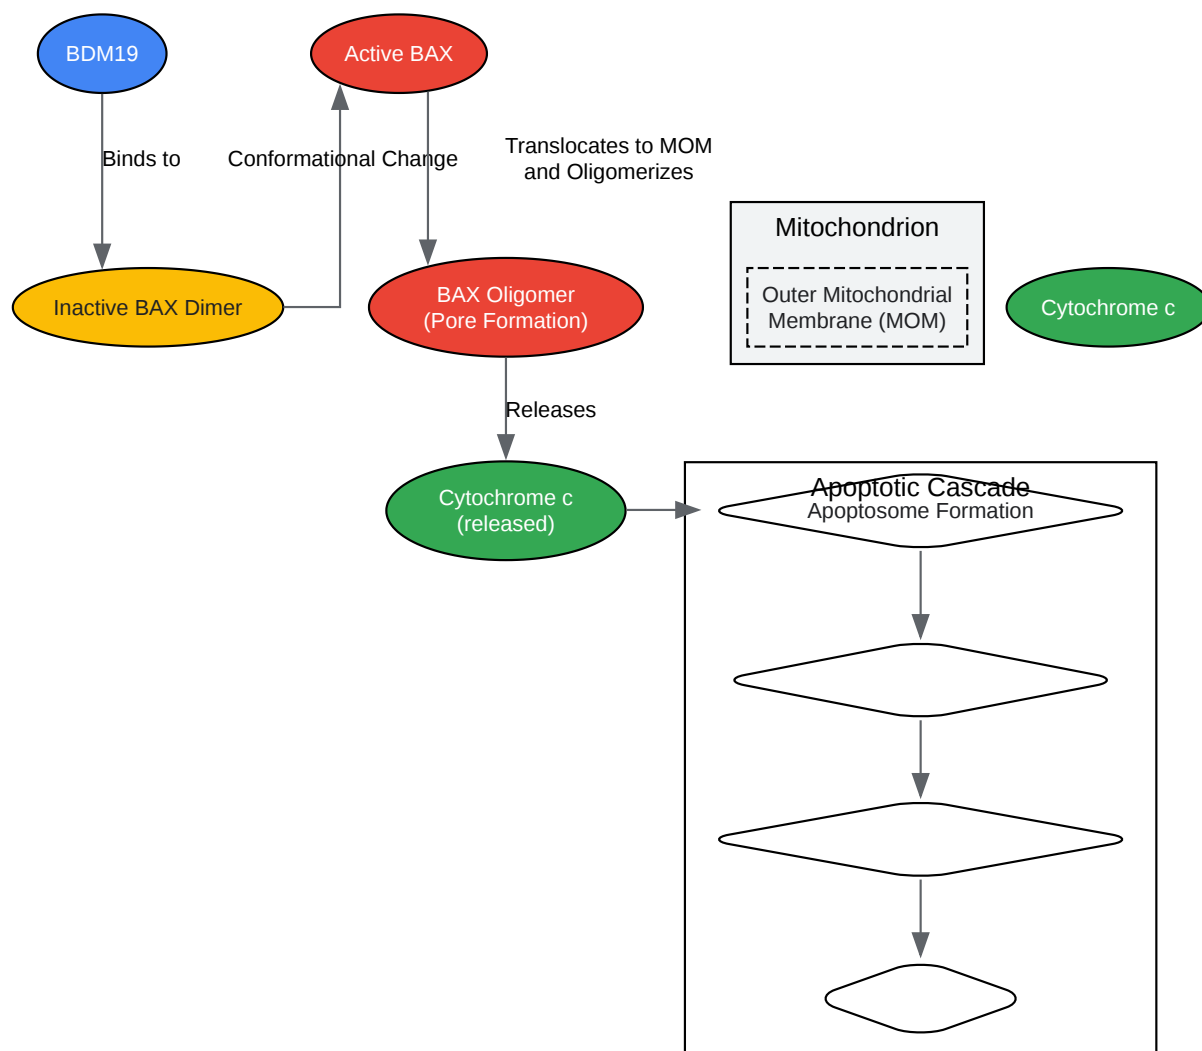 BDM19
Active BAX
Binds to
Conformational Change
Translocates to MOM
and Oligomerizes
Mitochondrion
Inactive BAX Dimer
BAX Oligomer
(Pore Formation)
Outer Mitochondrial
Membrane (MOM)
Cytochrome c
Releases
Cytochrome c
(released)
Apoptotic Cascade
Apoptosome Formation